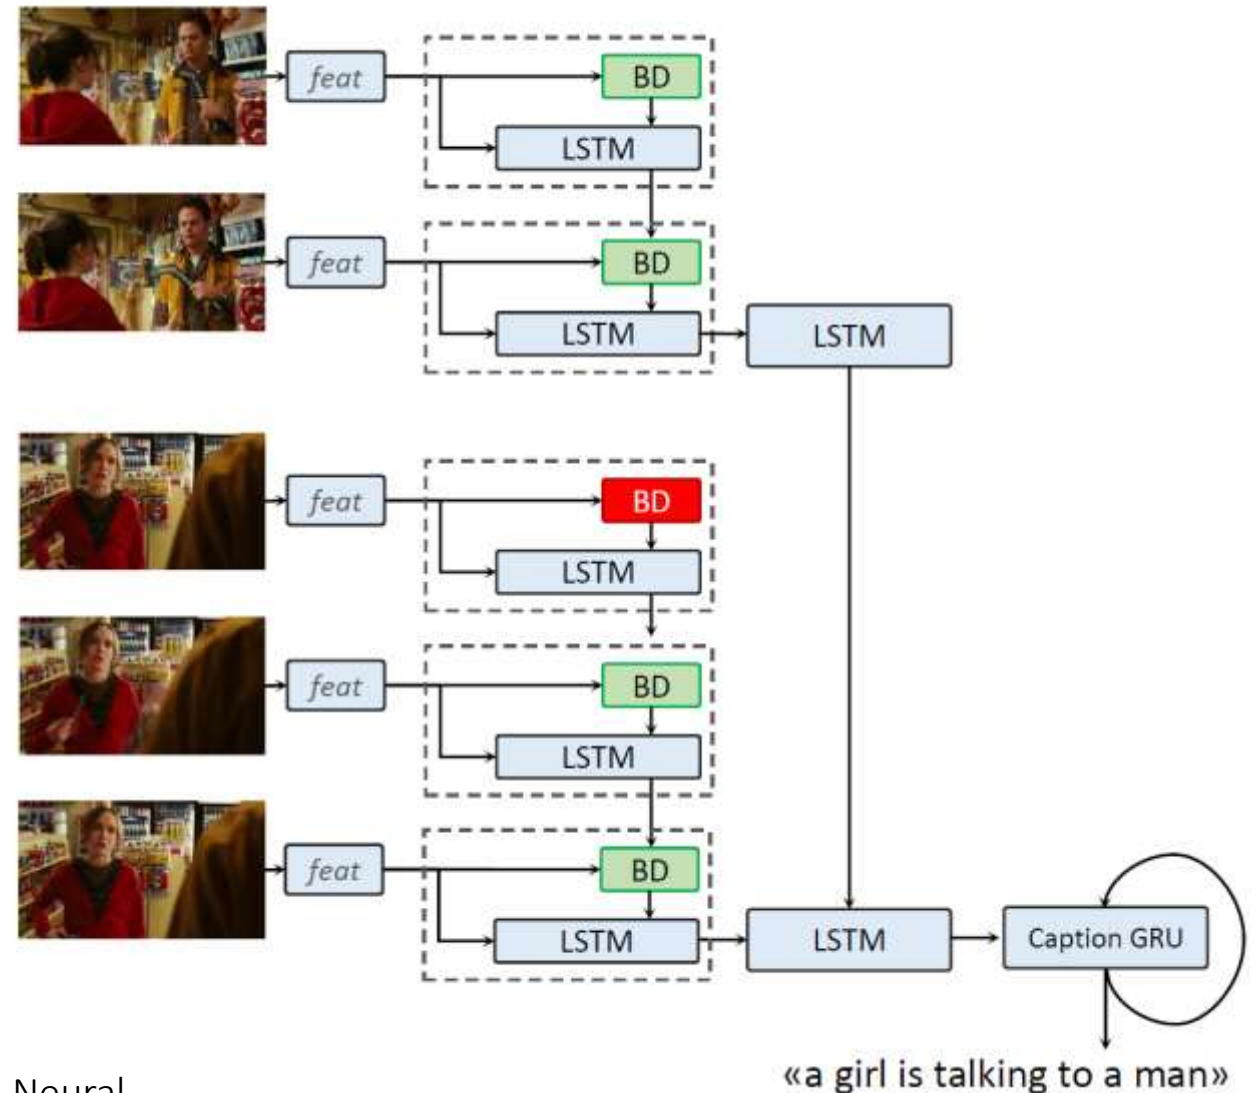 feat
BD
LSTM
feat
BD
LSTM
LSTM
feat
BD
LSTM
feat
BD
LSTM
feat
BD
LSTM
LSTM
Caption GRU
«a girl is talking to a man»
Neural